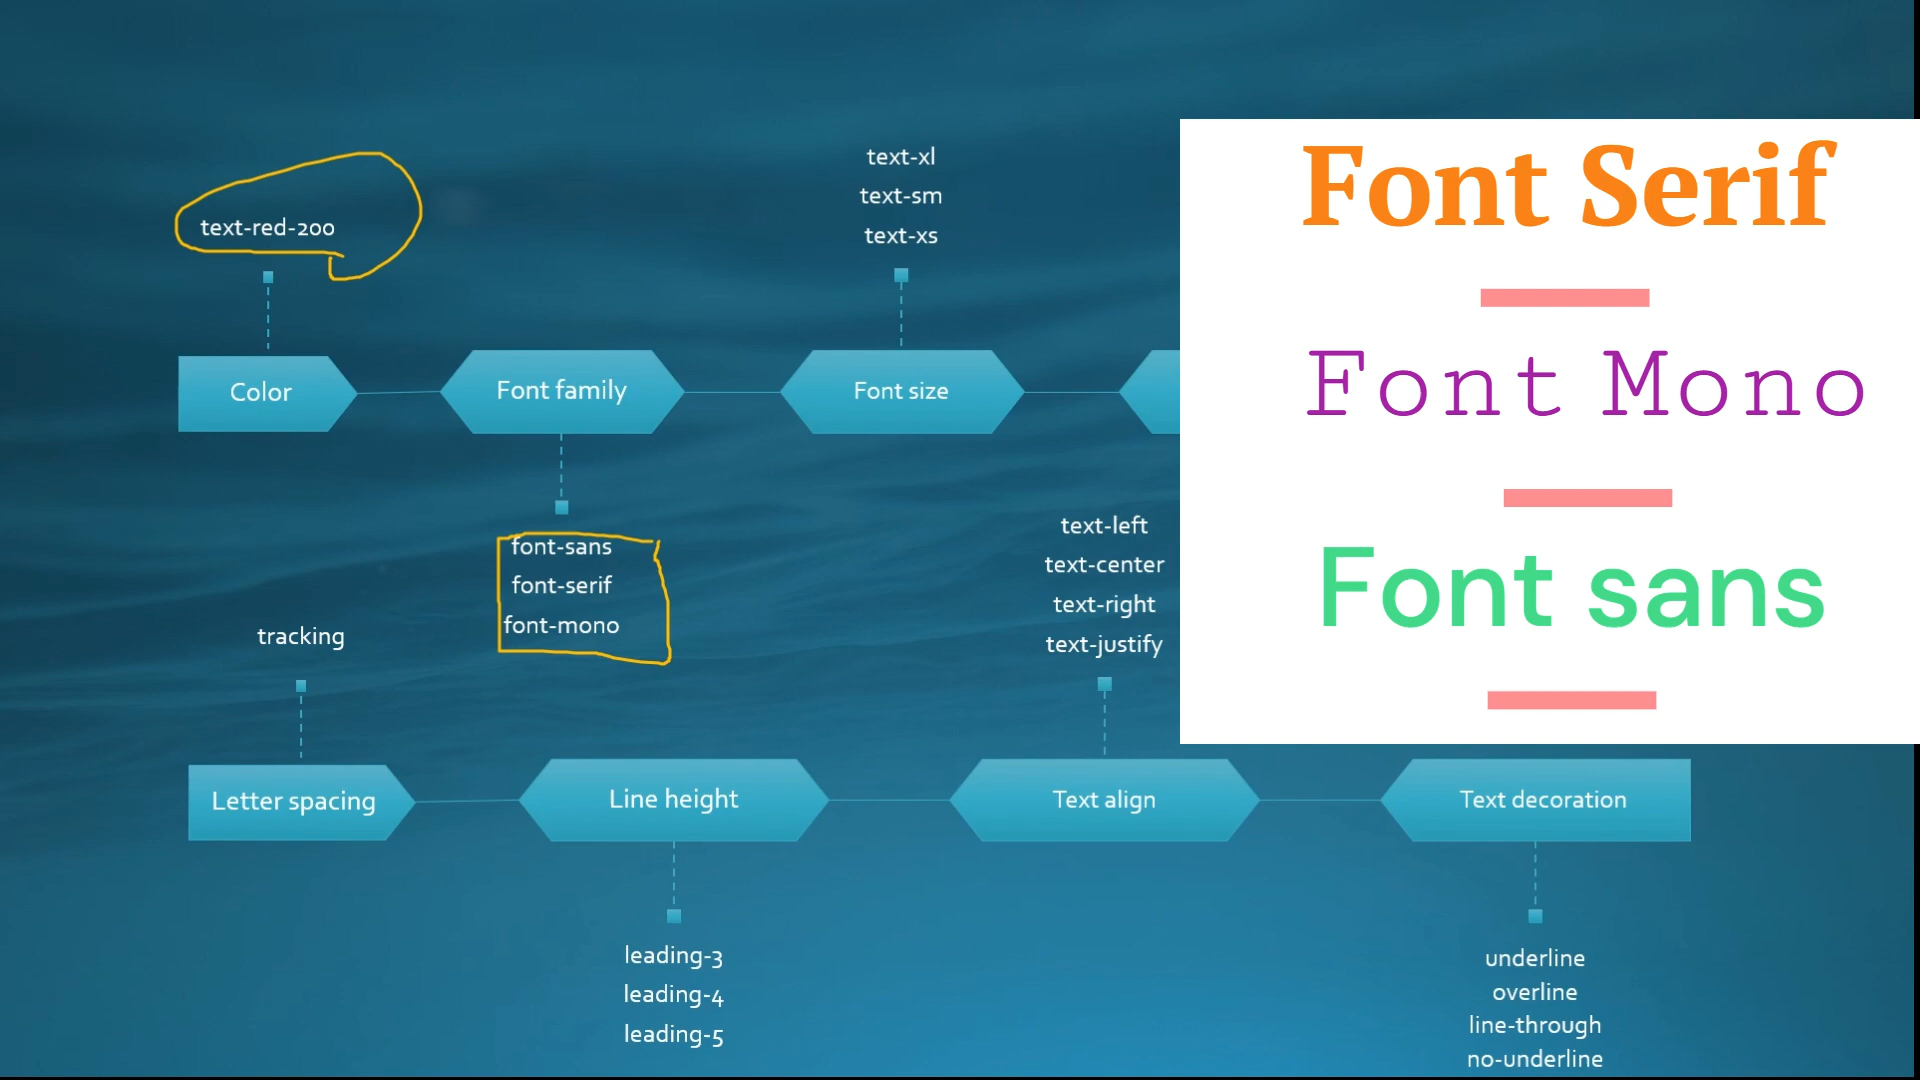 text-red-200
text-xl
text-sm
text-xs
Color
Font family
Font size
font-sans
font-serif
font-mono
Font Serif
Font Mono
Font sans
tracking
text-left
text-center
text-right
text-justify
Letter spacing
Line height
Text align
Text decoration
leading-3
leading-4
leading-5
underline
overline
line-through
no-underline